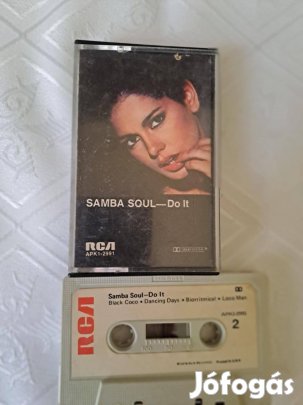 SAMBA SOUL—Do It
RCA
APK1-2991
RCA
Samba Soul—Do It
Black Coco • Dancing Days • Biorritmical • Loco Man
2
Jófogás